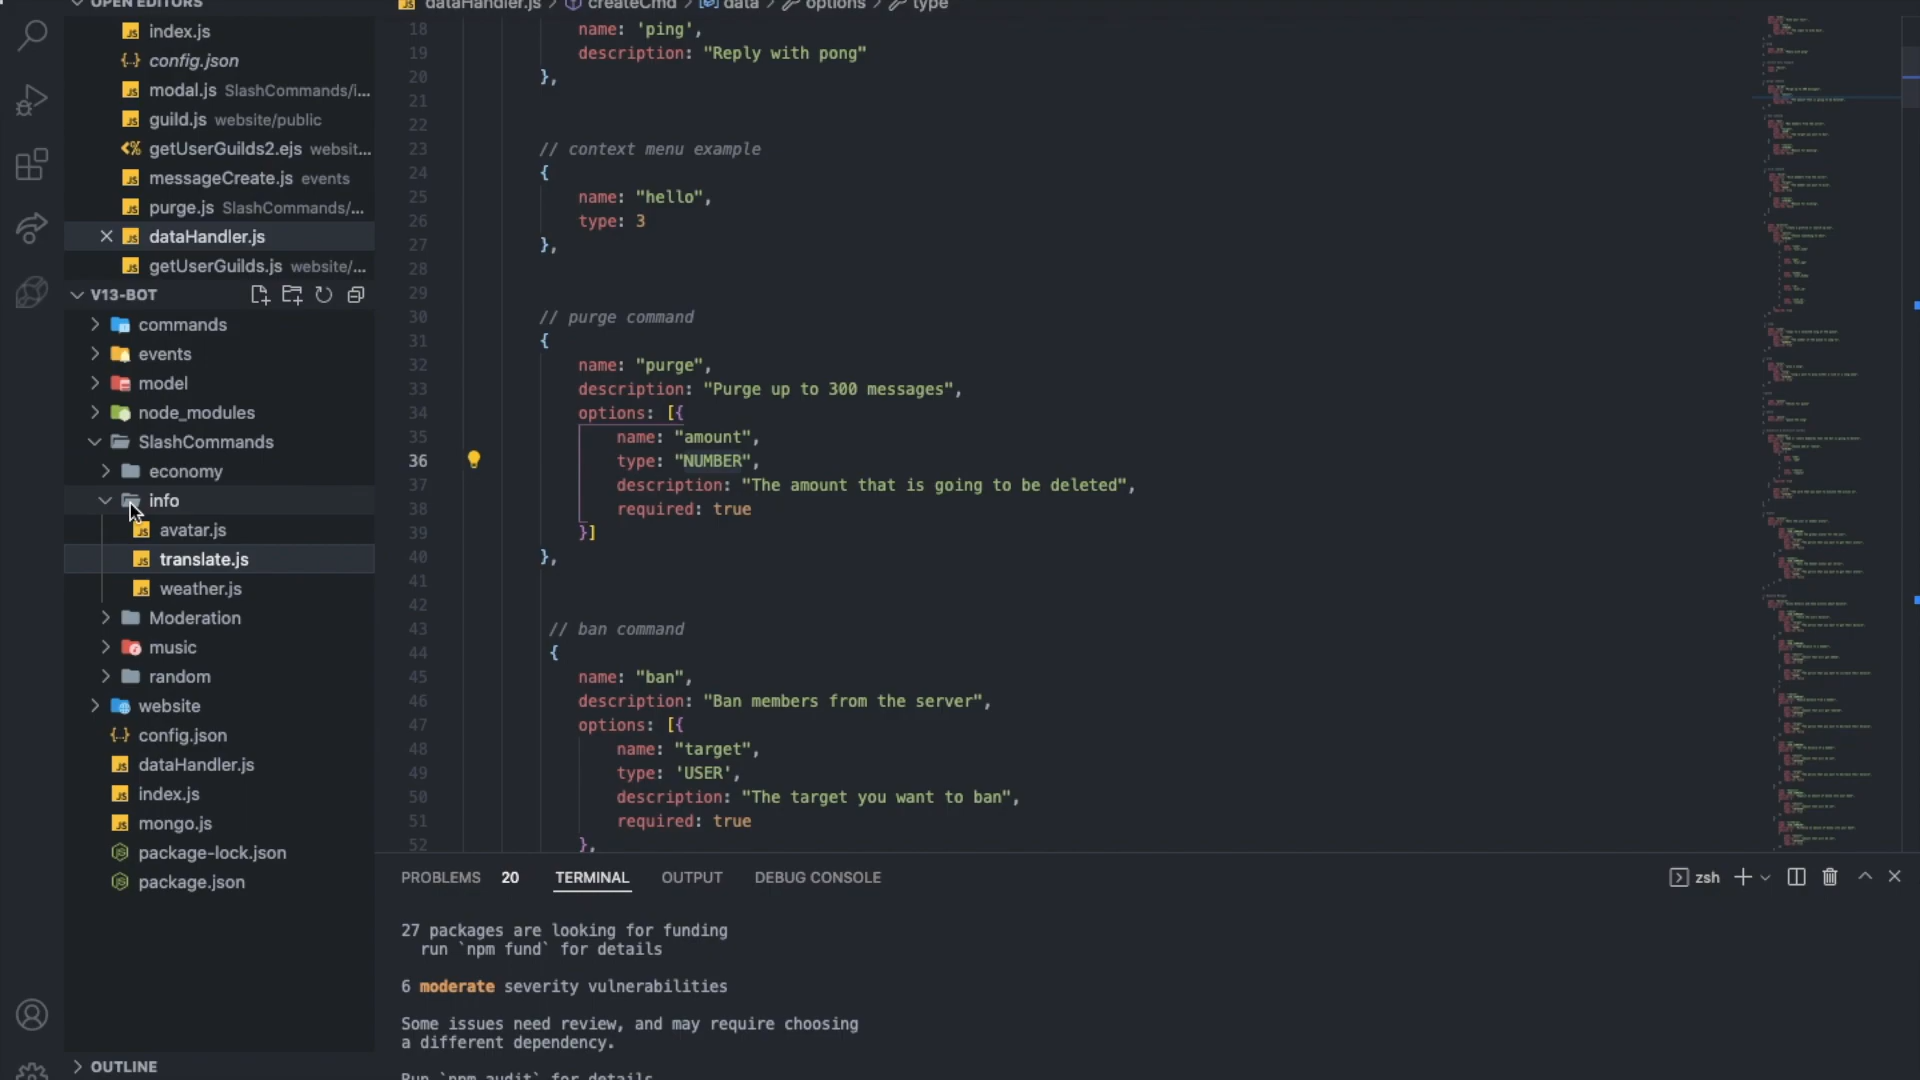 OPEN EDITORS
index.js
config.json
modal.js SlashCommands/i...
guild.js website/public
getUserGuilds2.ejs websit...
messageCreate.js events
purge.js SlashCommands/...
dataHandler.js
getUserGuilds.js website/...
V13-BOT
commands
events
model
node_modules
SlashCommands
economy
info
avatar.js
translate.js
weather.js
Moderation
music
random
website
config.json
dataHandler.js
index.js
mongo.js
package-lock.json
package.json
OUTLINE
dataHandler.js > createCmd > data > options > type
18 name: 'ping',
19 description: "Reply with pong"
20 },
21
22
23 // context menu example
24 {
25 name: "hello",
26 type: 3
27 },
28
29
30 // purge command
31 {
32 name: "purge",
33 description: "Purge up to 300 messages",
34 options: [{
35 name: "amount",
36 type: "NUMBER",
37 description: "The amount that is going to be deleted",
38 required: true
39 }]
40 },
41
42
43 // ban command
44 {
45 name: "ban",
46 description: "Ban members from the server",
47 options: [{
48 name: "target",
49 type: 'USER',
50 description: "The target you want to ban",
51 required: true
52 },
PROBLEMS 20 TERMINAL OUTPUT DEBUG CONSOLE
zsh
27 packages are looking for funding
run `npm fund` for details
6 moderate severity vulnerabilities
Some issues need review, and may require choosing
a different dependency.
Run `npm audit` for details.